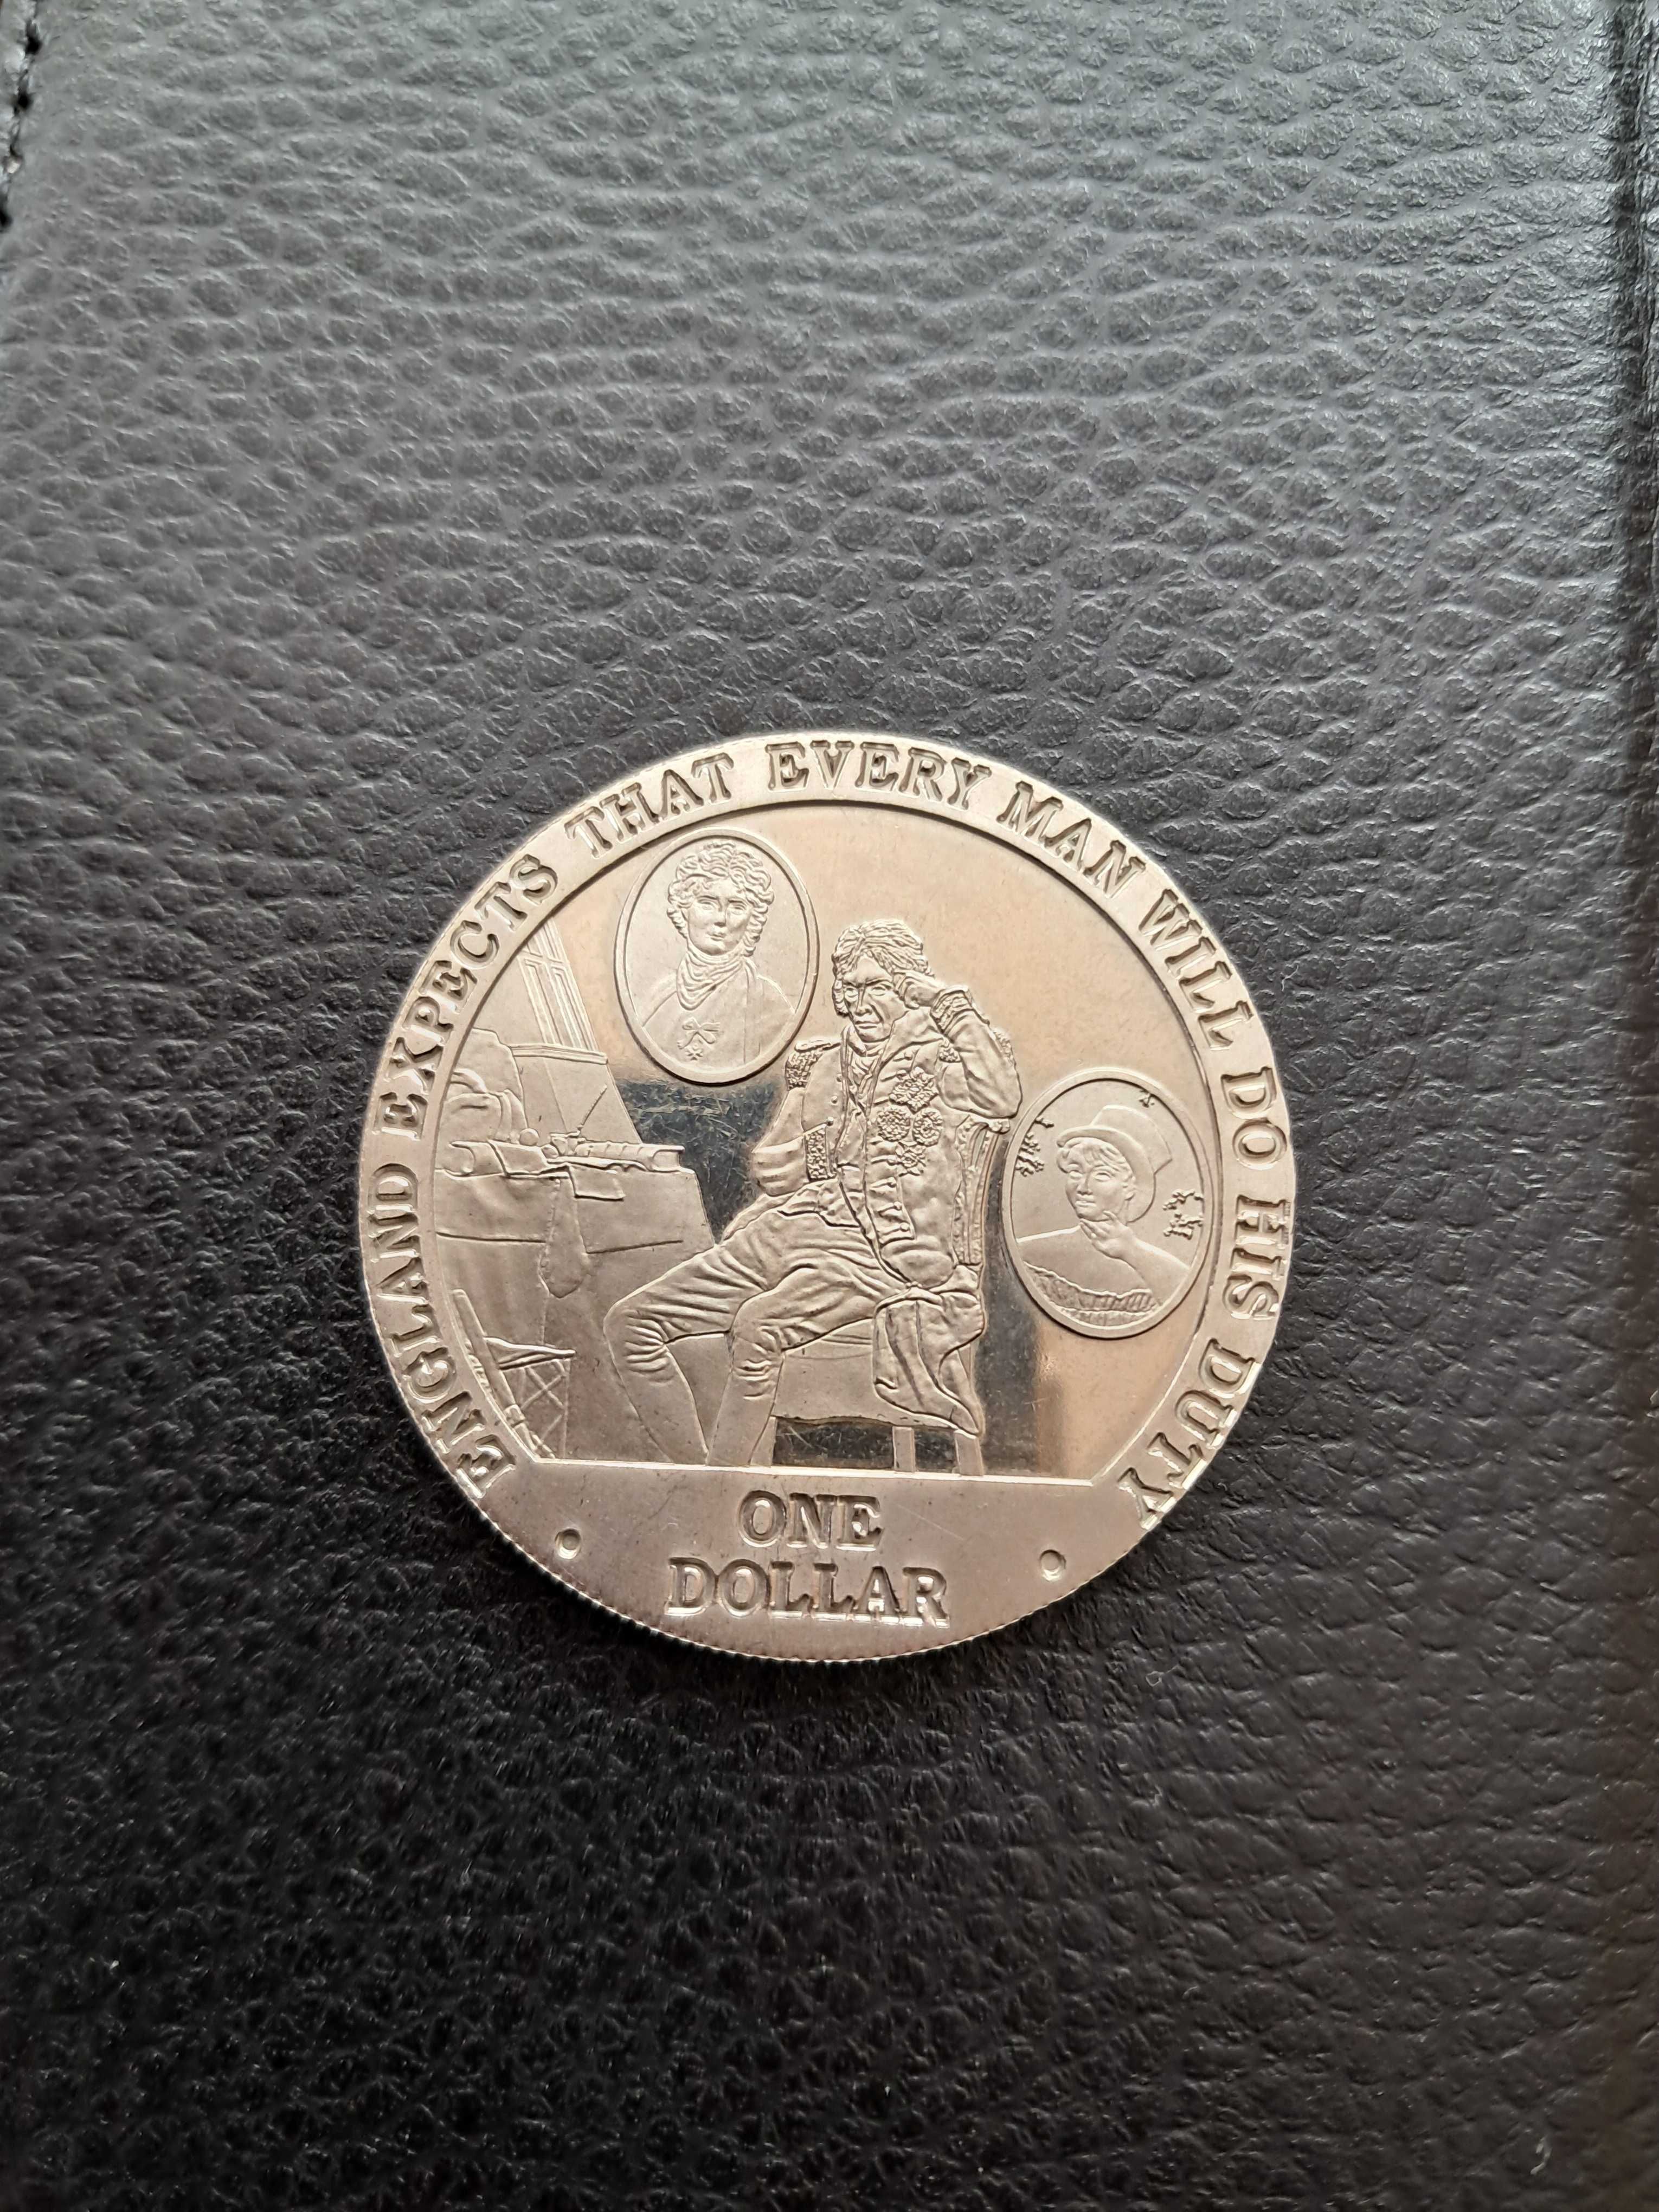 ENGLAND EXPECTS THAT EVERY MAN WILL DO HIS DUTY
ONE
DOLLAR